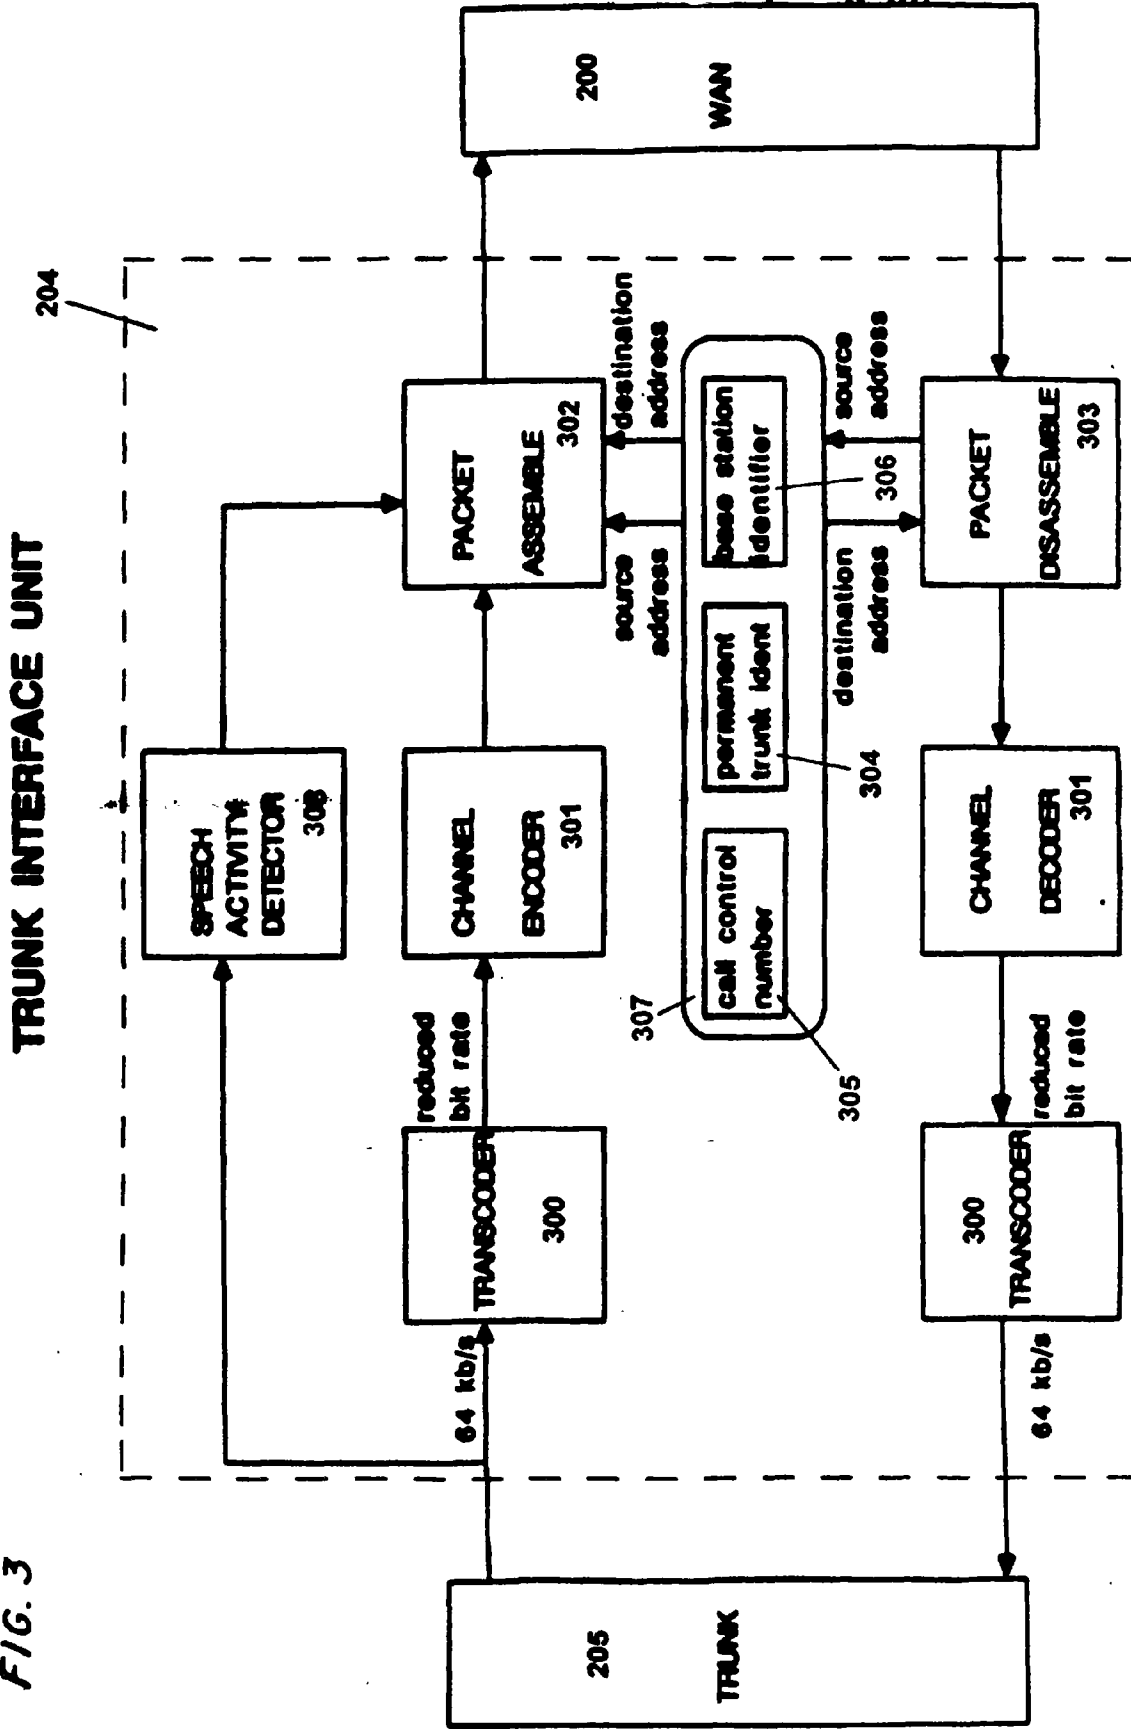 FIG. 3
TRUNK INTERFACE UNIT
204
SPEECH
ACTIVITY
DETECTOR
308
64 kb/s
TRANSCODER
300
reduced
bit rate
CHANNEL
ENCODER
301
PACKET
ASSEMBLE
302
source
address
destination
address
205
TRUNK
200
WAN
307
call control
number
305
permanent
trunk ident
304
base station
identifier
306
destination
address
source
address
64 kb/s
300
TRANSCODER
reduced
bit rate
CHANNEL
DECODER
301
PACKET
DISASSEMBLE
303